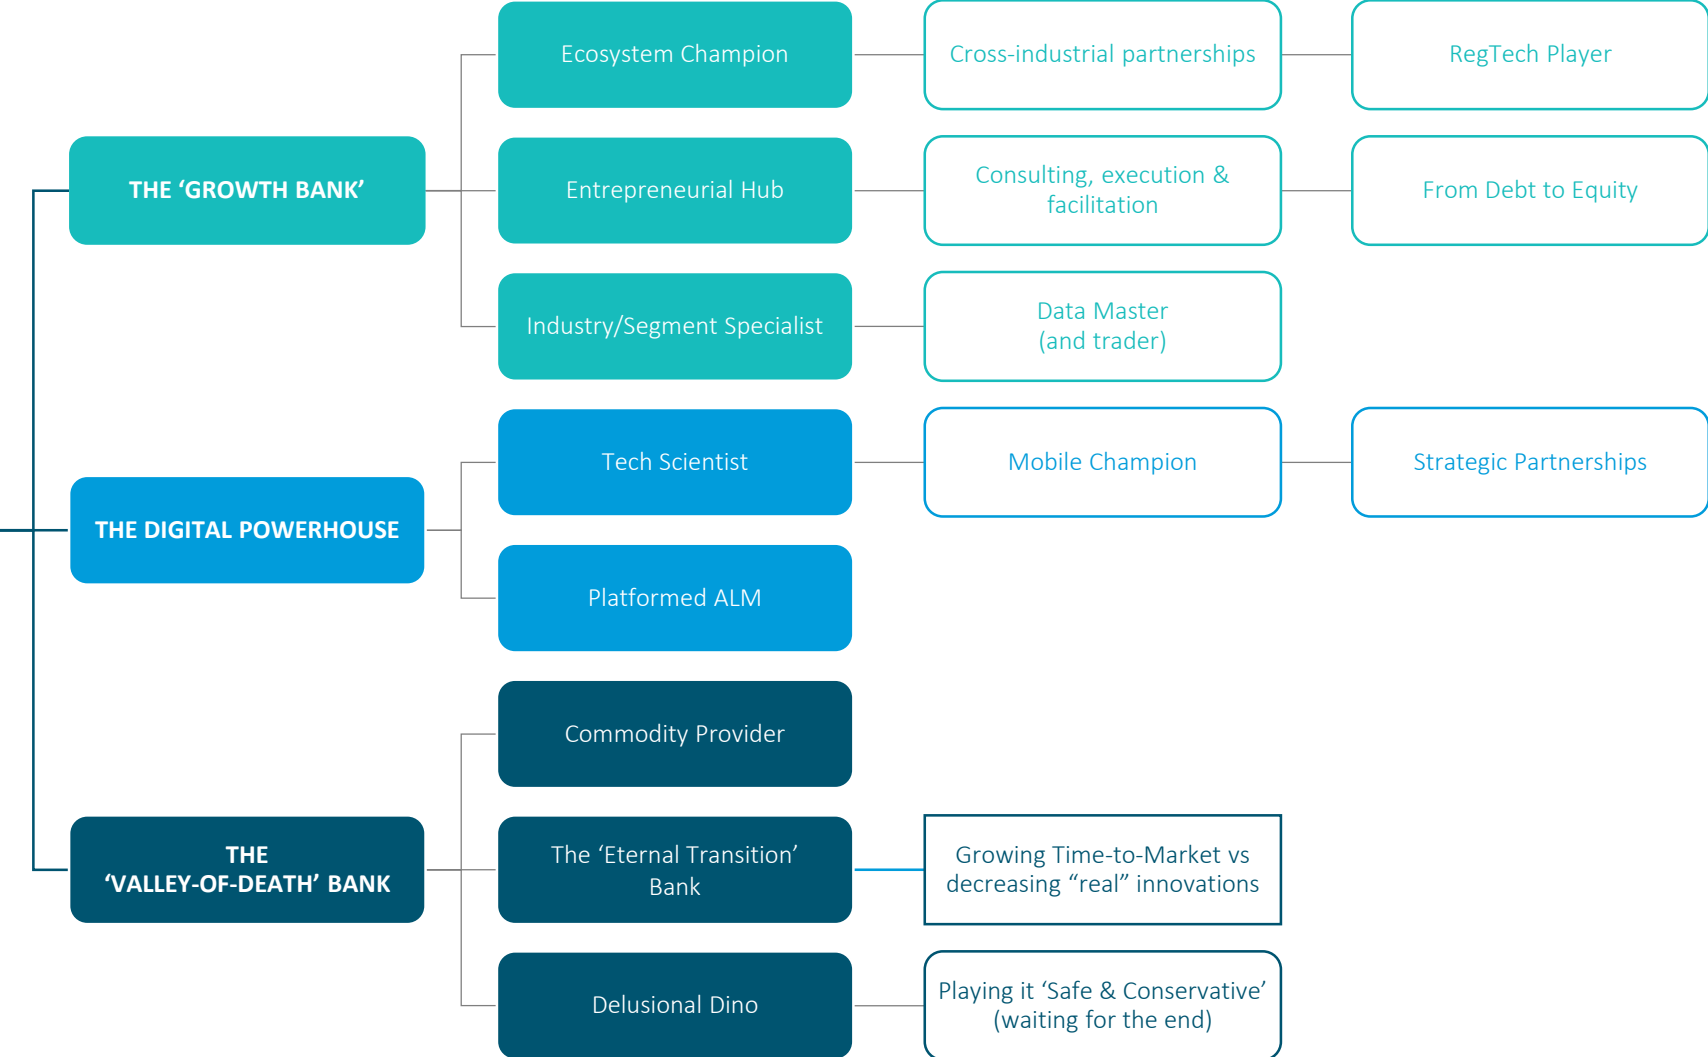 Ecosystem Champion
Cross-industrial partnerships
RegTech Player
THE ‘GROWTH BANK’
Entrepreneurial Hub
Consulting, execution &
facilitation
From Debt to Equity
Industry/Segment Specialist
Data Master
(and trader)
Tech Scientist
Mobile Champion
Strategic Partnerships
THE DIGITAL POWERHOUSE
Platformed ALM
Commodity Provider
THE
‘VALLEY-OF-DEATH’ BANK
The ‘Eternal Transition’
Bank
Growing Time-to-Market vs
decreasing “real” innovations
Delusional Dino
Playing it ‘Safe & Conservative’
(waiting for the end)